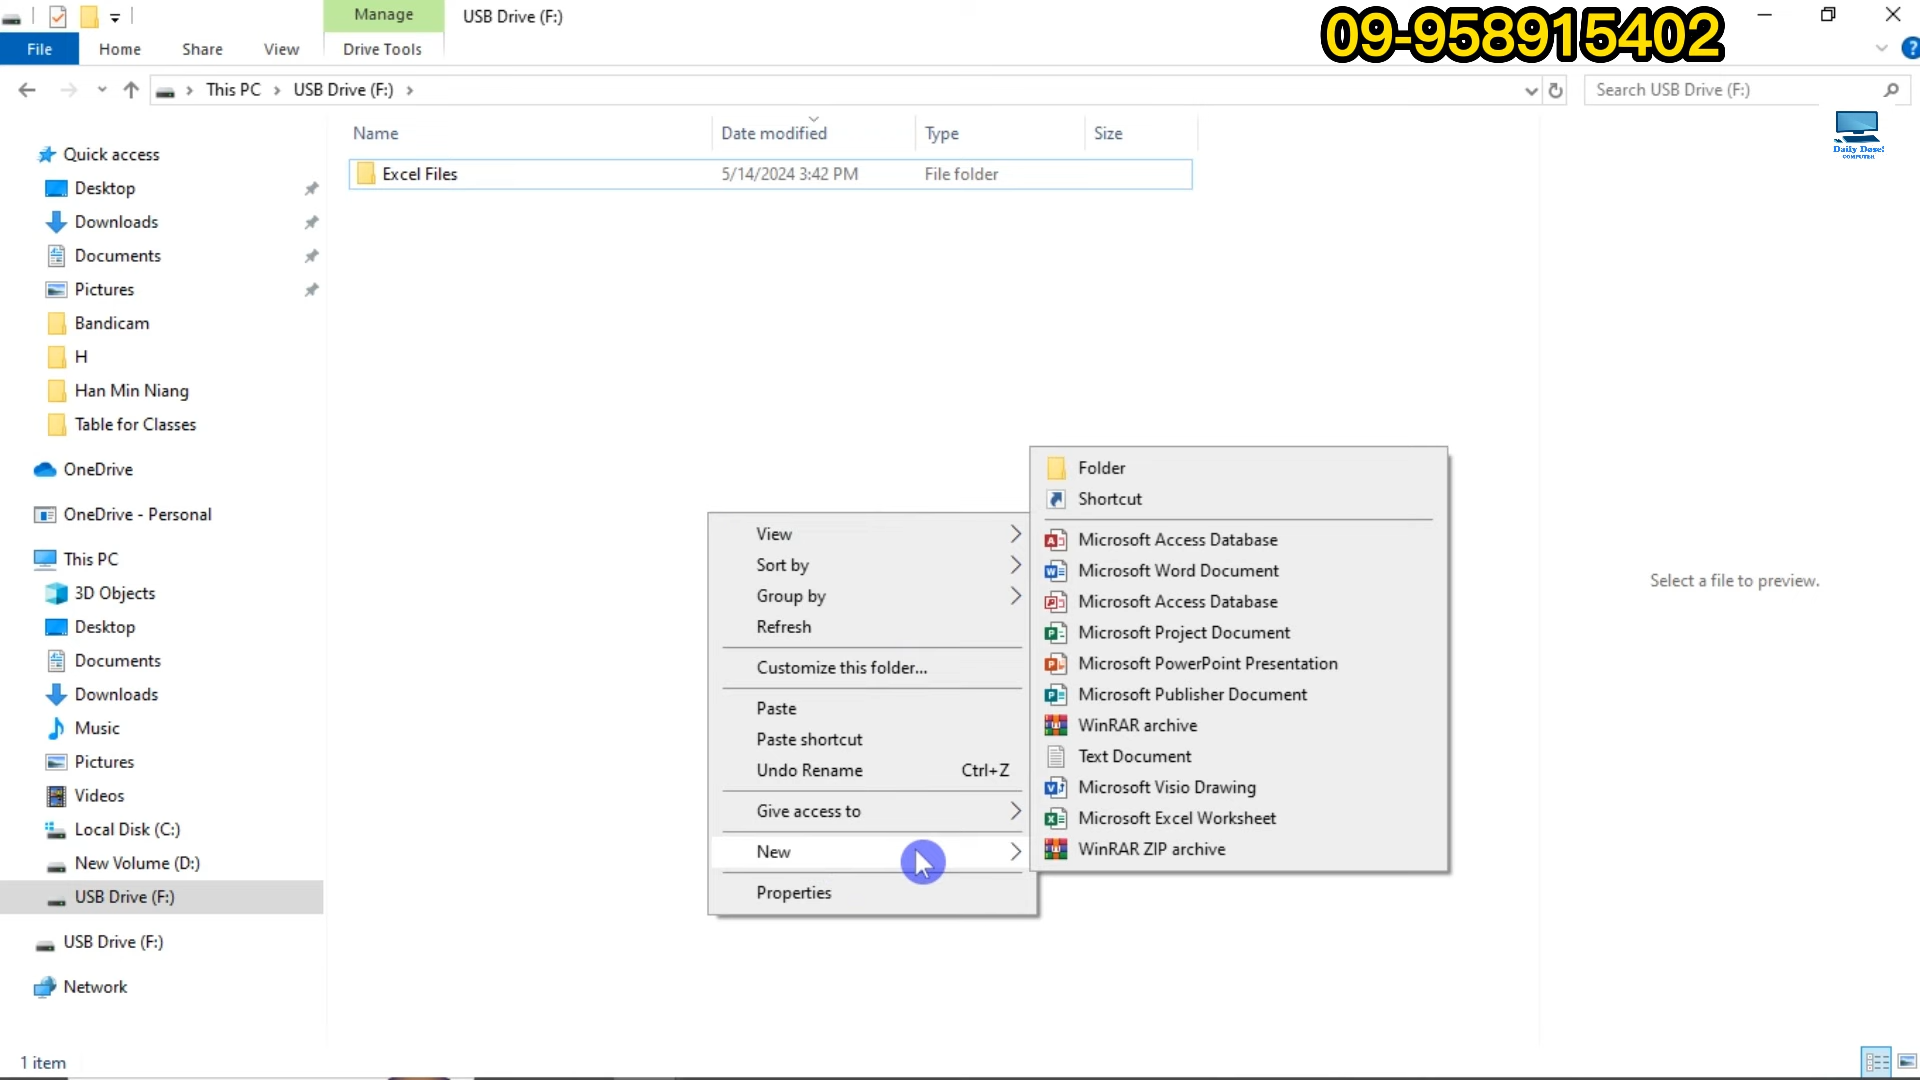 Manage
USB Drive (F:)
09-958915402
File
Home
Share
View
Drive Tools
This PC
USB Drive (F:)
Search USB Drive (F:)
Daily Dose!
COMPUTER
Name
Date modified
Type
Size
Excel Files
5/14/2024 3:42 PM
File folder
Quick access
Desktop
Downloads
Documents
Pictures
Bandicam
H
Han Min Niang
Table for Classes
OneDrive
OneDrive - Personal
This PC
3D Objects
Desktop
Documents
Downloads
Music
Pictures
Videos
Local Disk (C:)
New Volume (D:)
USB Drive (F:)
USB Drive (F:)
Network
View
Sort by
Group by
Refresh
Customize this folder...
Paste
Paste shortcut
Undo Rename Ctrl+Z
Give access to
New
Properties
Folder
Shortcut
Microsoft Access Database
Microsoft Word Document
Microsoft Access Database
Microsoft Project Document
Microsoft PowerPoint Presentation
Microsoft Publisher Document
WinRAR archive
Text Document
Microsoft Visio Drawing
Microsoft Excel Worksheet
WinRAR ZIP archive
Select a file to preview.
1 item